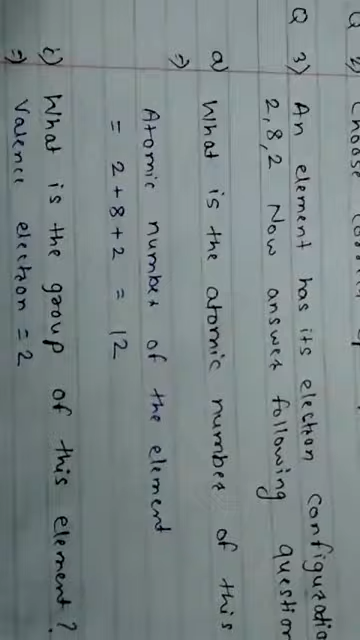 Q 3) An element has its electron configuratio
2,8,2 Now answer following question
a) What is the atomic number of this
=> Atomic number of the element
= 2 + 8 + 2 = 12
i) What is the group of this element?
=> Valence electron = 2